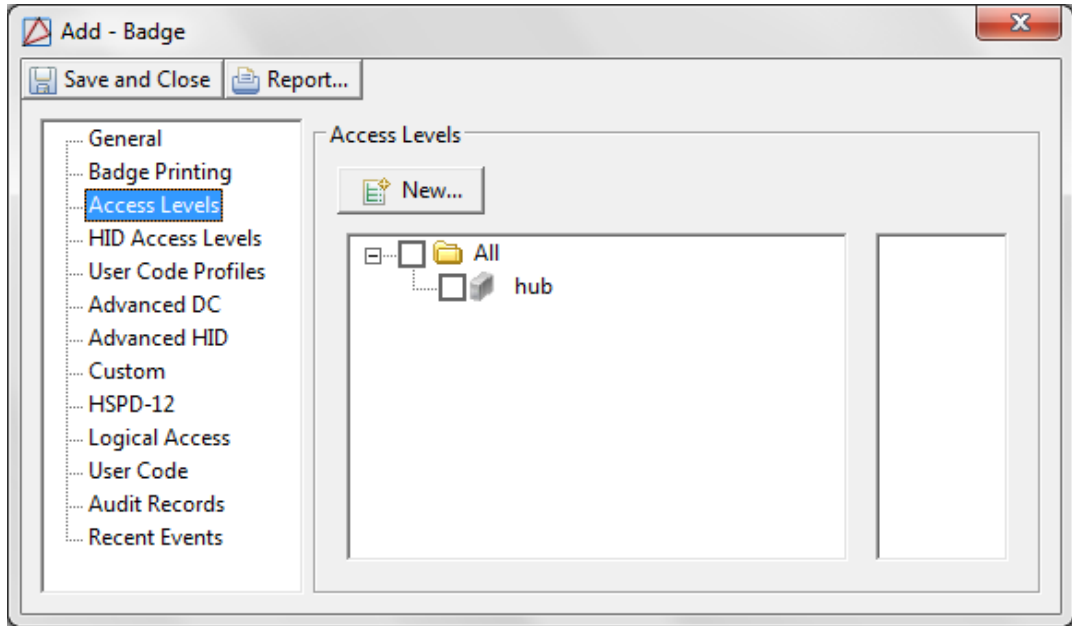 Add - Badge
Save and Close
Report...
General
Badge Printing
Access Levels
HID Access Levels
User Code Profiles
Advanced DC
Advanced HID
Custom
HSPD-12
Logical Access
User Code
Audit Records
Recent Events
Access Levels
New...
All
hub